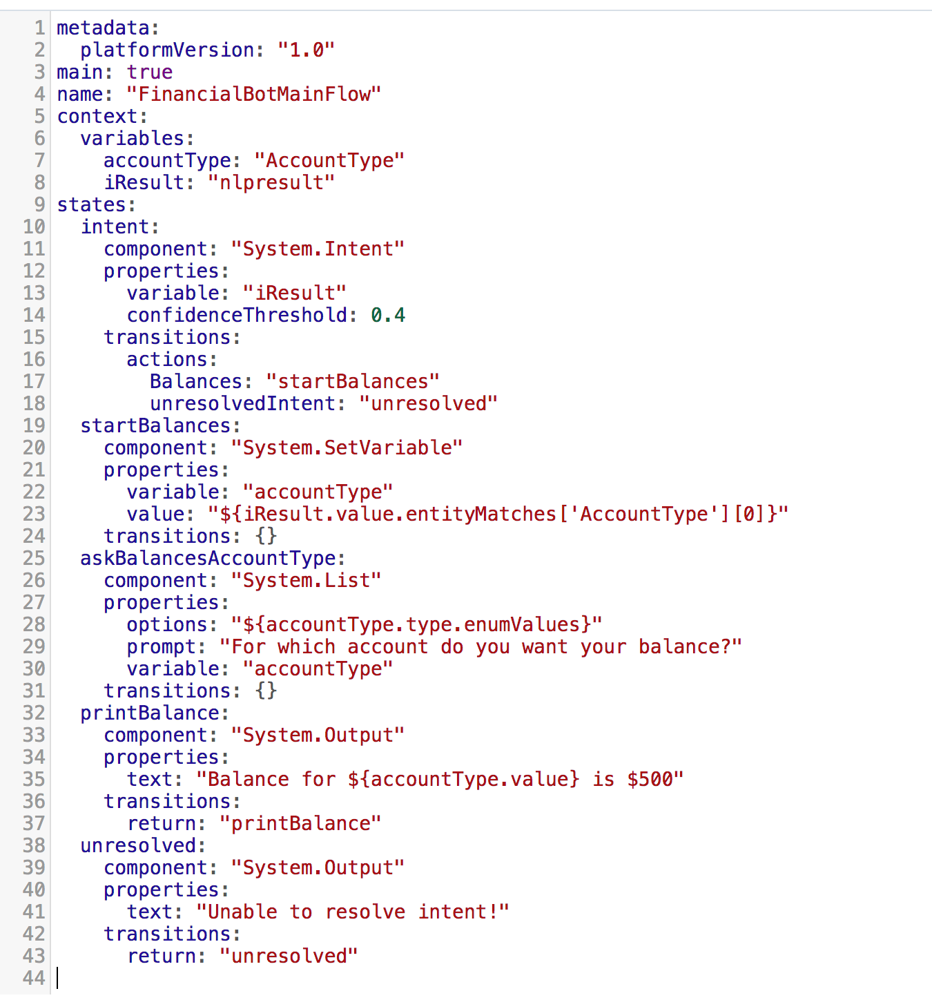 1 metadata:
2   platformVersion: "1.0"
3 main: true
4 name: "FinancialBotMainFlow"
5 context:
6   variables:
7     accountType: "AccountType"
8     iResult: "nlpresult"
9 states:
10   intent:
11     component: "System.Intent"
12     properties:
13       variable: "iResult"
14       confidenceThreshold: 0.4
15     transitions:
16       actions:
17         Balances: "startBalances"
18         unresolvedIntent: "unresolved"
19   startBalances:
20     component: "System.SetVariable"
21     properties:
22       variable: "accountType"
23       value: "${iResult.value.entityMatches['AccountType'][0]}"
24     transitions: {}
25   askBalancesAccountType:
26     component: "System.List"
27     properties:
28       options: "${accountType.type.enumValues}"
29       prompt: "For which account do you want your balance?"
30       variable: "accountType"
31     transitions: {}
32   printBalance:
33     component: "System.Output"
34     properties:
35       text: "Balance for ${accountType.value} is $500"
36     transitions:
37       return: "printBalance"
38   unresolved:
39     component: "System.Output"
40     properties:
41       text: "Unable to resolve intent!"
42     transitions:
43       return: "unresolved"
44